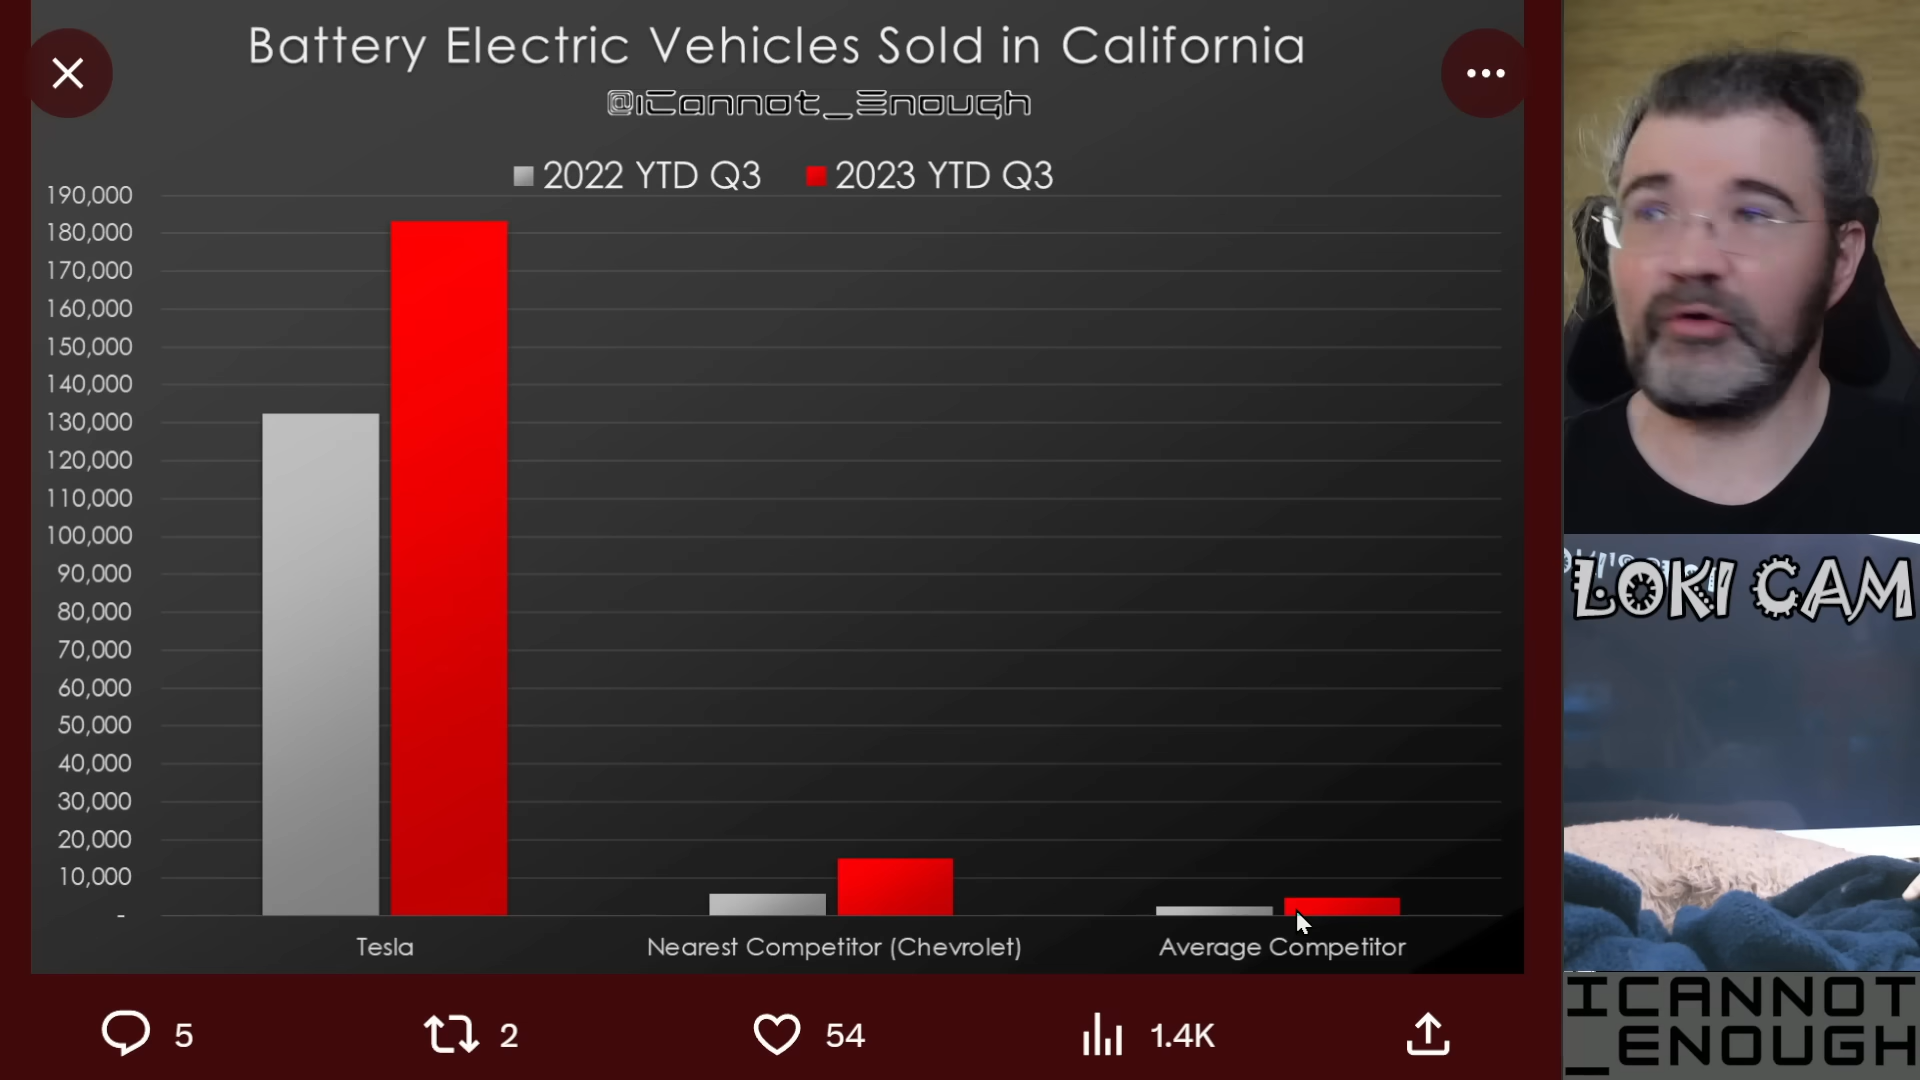 Battery Electric Vehicles Sold in California
@iCannot_Enough
2022 YTD Q3 2023 YTD Q3
190,000
180,000
170,000
160,000
150,000
140,000
130,000
120,000
110,000
100,000
90,000
80,000
70,000
60,000
50,000
40,000
30,000
20,000
10,000
-
Tesla Nearest Competitor (Chevrolet) Average Competitor
5 2 54 1.4K
LOKI CAM
ICANNOT
_ENOUGH